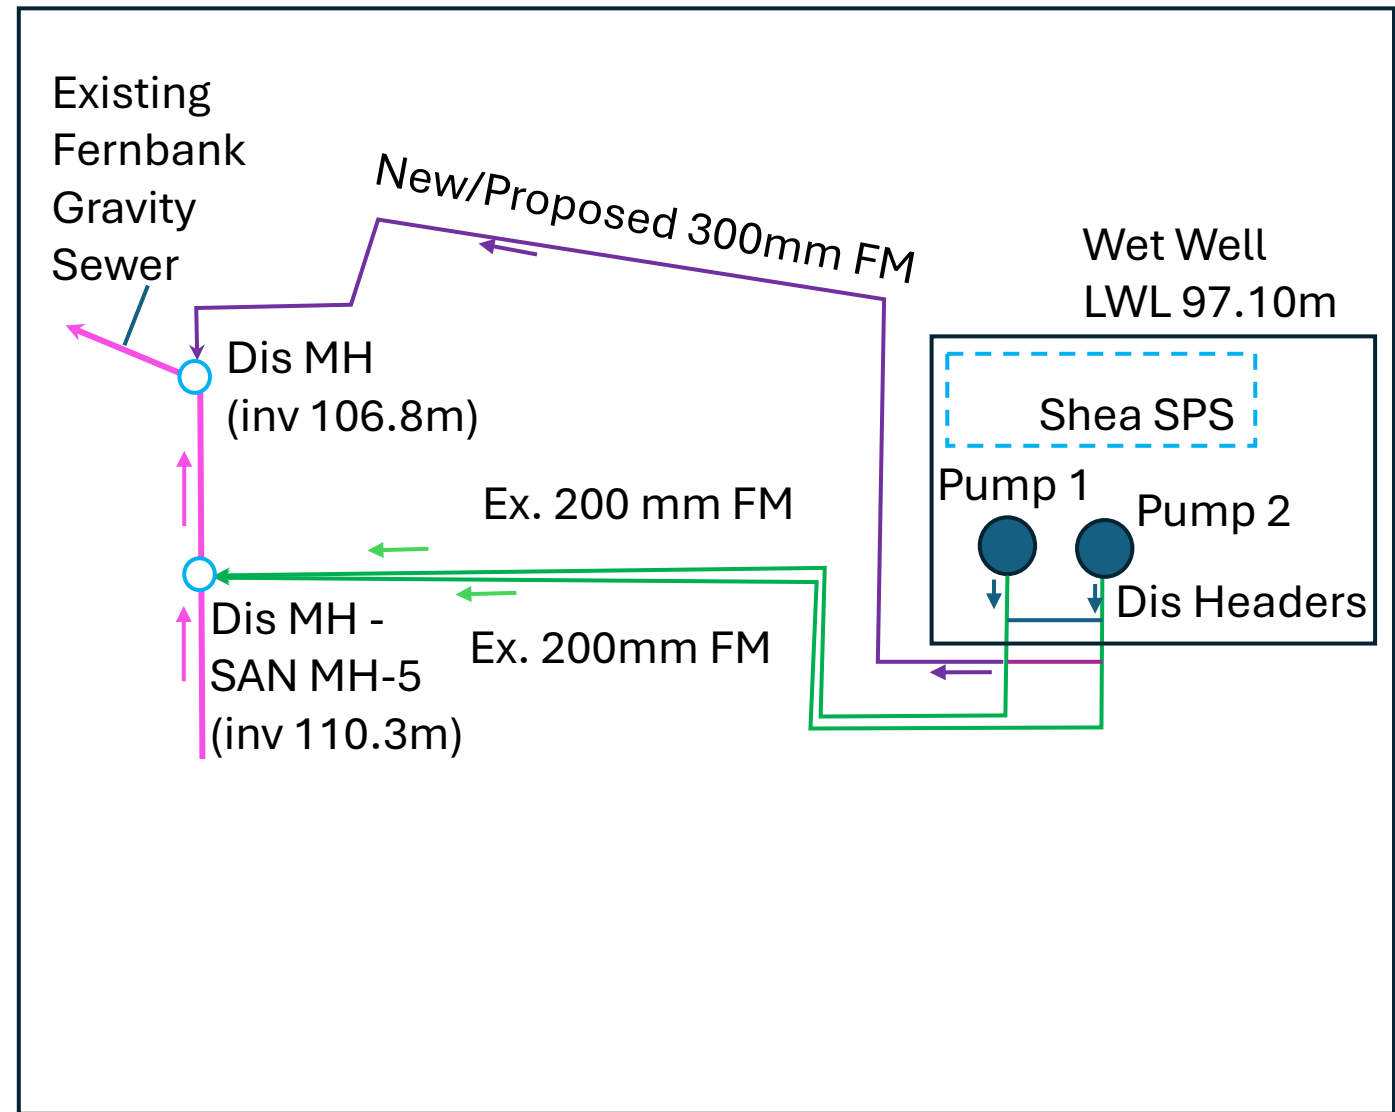 Existing
Fernbank
Gravity
Sewer
New/Proposed 300mm FM
Wet Well
LWL 97.10m
Dis MH
(inv 106.8m)
Shea SPS
Pump 1
Pump 2
Ex. 200 mm FM
Dis Headers
Dis MH -
SAN MH-5
(inv 110.3m)
Ex. 200mm FM